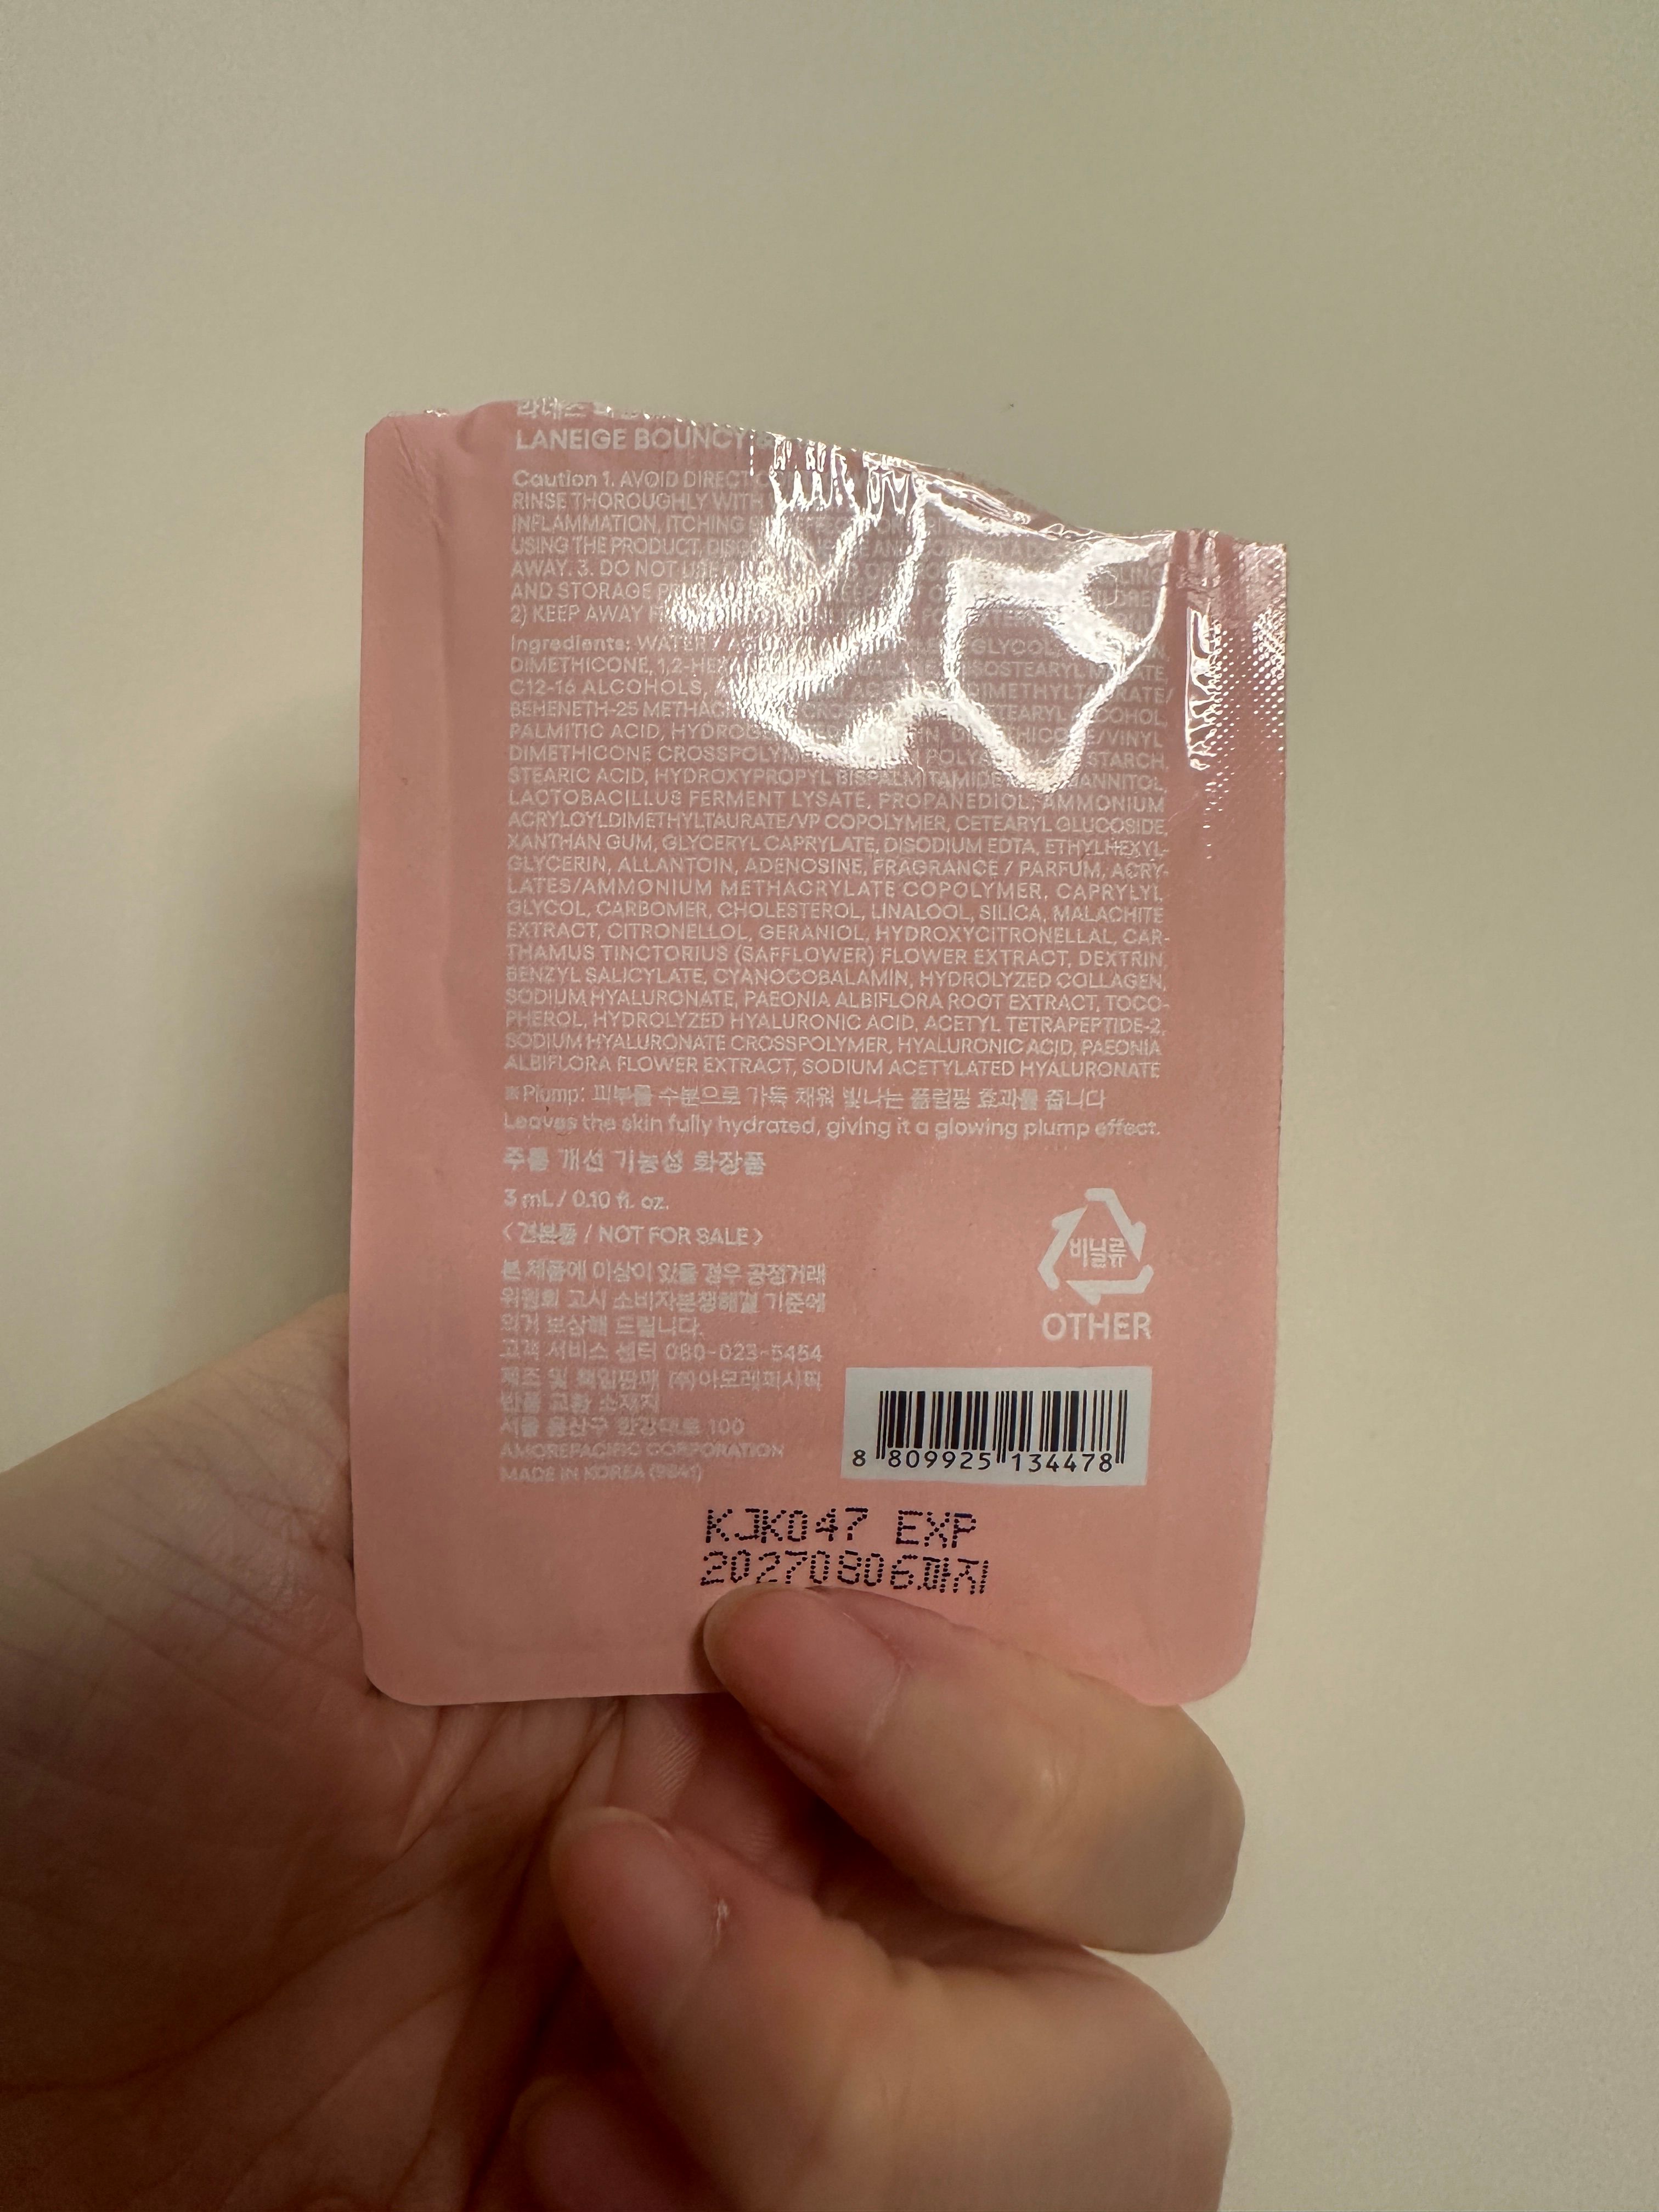 라네즈
LANEIGE BOUNCY &
Caution 1. AVOID DIRECT
RINSE THOROUGHLY WITH
INFLAMMATION, ITCHING
USING THE PRODUCT,
AWAY. 3. DO NOT
AND STORAGE KEEP
2) KEEP AWAY
Ingredients: WATER / GLYCOL,
DIMETHICONE, ISOSTEARYL
C12-16 ALCOHOLS,
BEHENETH-25
PALMITIC ACID, /VINYL
DIMETHICONE STARCH,
STEARIC ACID, HYDROXYPROPYL BISPALMITAMIDE MANNITOL,
LACTOBACILLUS FERMENT LYSATE, PROPANEDIOL, AMMONIUM
ACRYLOYLDIMETHYLTAURATE/VP COPOLYMER, CETEARYL GLUCOSIDE,
XANTHAN GUM, GLYCERYL CAPRYLATE, DISODIUM EDTA, ETHYLHEXYL-
GLYCERIN, ALLANTOIN, ADENOSINE, FRAGRANCE / PARFUM, ACRY-
LATES/AMMONIUM METHACRYLATE COPOLYMER, CAPRYLYL
GLYCOL, CARBOMER, CHOLESTEROL, LINALOOL, SILICA, MALACHITE
EXTRACT, CITRONELLOL, GERANIOL, HYDROXYCITRONELLAL, CAR-
THAMUS TINCTORIUS (SAFFLOWER) FLOWER EXTRACT, DEXTRIN,
BENZYL SALICYLATE, CYANOCOBALAMIN, HYDROLYZED COLLAGEN,
SODIUM HYALURONATE, PAEONIA ALBIFLORA ROOT EXTRACT, TOCO-
PHEROL, HYDROLYZED HYALURONIC ACID, ACETYL TETRAPEPTIDE-2,
SODIUM HYALURONATE CROSSPOLYMER, HYALURONIC ACID, PAEONIA
ALBIFLORA FLOWER EXTRACT, SODIUM ACETYLATED HYALURONATE
※Plump: 피부를 수분으로 가득 채워 빛나는 플럼핑 효과를 줍니다
Leaves the skin fully hydrated, giving it a glowing plump effect.
주름 개선 기능성 화장품
3 mL / 0.10 fl. oz.
<견본품 / NOT FOR SALE>
본 제품에 이상이 있을 경우 공정거래
위원회 고시 소비자분쟁해결 기준에
의거 보상해 드립니다.
고객 서비스 센터 080-023-5454
제조 및 책임판매 (주)아모레퍼시픽
반품 교환 소재지
서울 용산구 한강대로 100
AMOREPACIFIC CORPORATION
MADE IN KOREA (9841)
비닐류
OTHER
8 809925 134478
KJK047 EXP
20270806까지